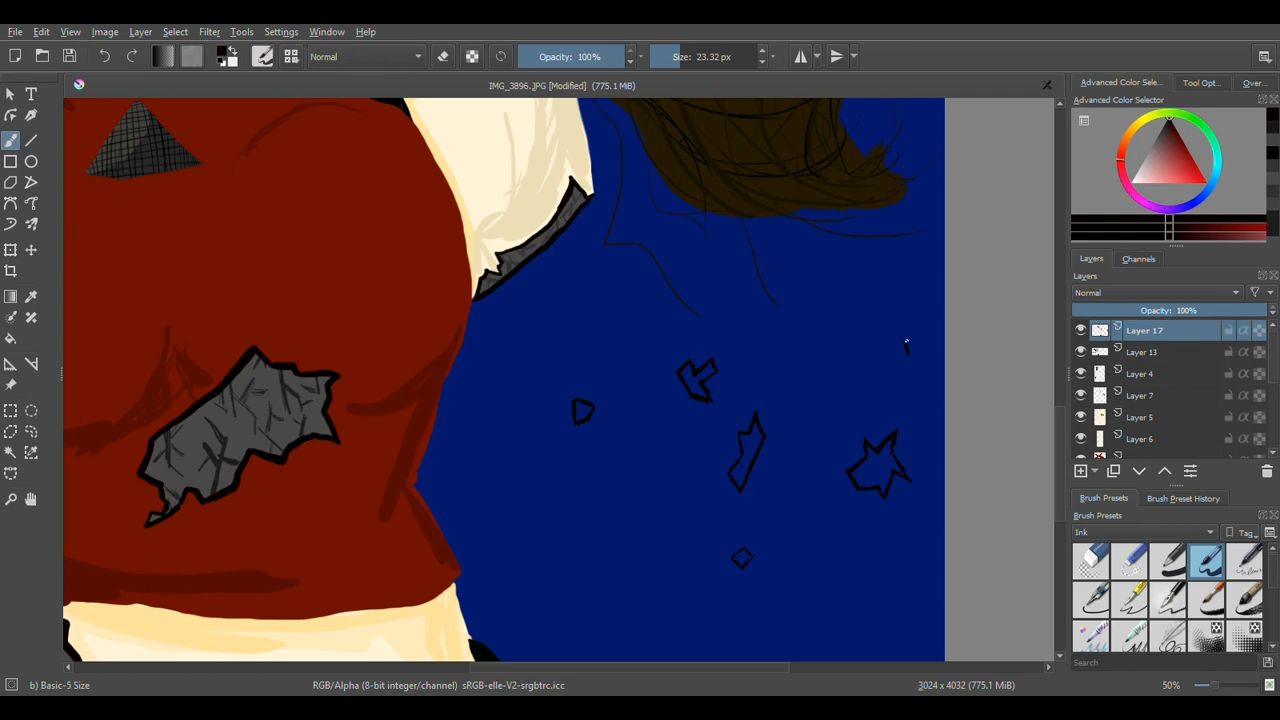 File Edit View Image Layer Select Filter Tools Settings Window Help
Normal Opacity: 100% Size: 23.32 px
IMG_3896.JPG [Modified] (775.1 MiB)
Advanced Color Sele... Tool Opt... Over...
Advanced Color Selector
Layers Channels
Layers
Normal
Opacity: 100%
Layer 17
Layer 13
Layer 4
Layer 7
Layer 5
Layer 6
Brush Presets Brush Preset History
Brush Presets
Ink Tag
Search
b) Basic-5 Size RGB/Alpha (8-bit integer/channel) sRGB-elle-V2-srgbtrc.icc 3024 x 4032 (775.1 MiB) 50%